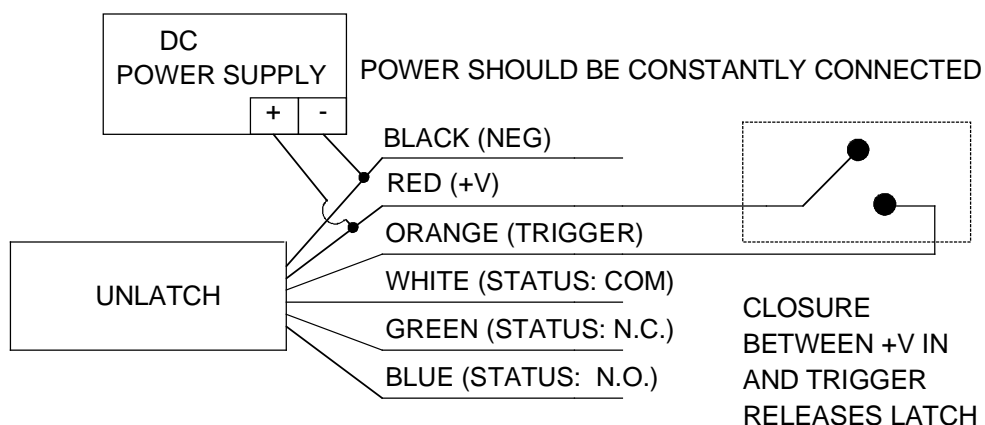 DC
POWER SUPPLY
+ -
POWER SHOULD BE CONSTANTLY CONNECTED
BLACK (NEG)
RED (+V)
ORANGE (TRIGGER)
WHITE (STATUS: COM)
GREEN (STATUS: N.C.)
BLUE (STATUS: N.O.)
UNLATCH
CLOSURE
BETWEEN +V IN
AND TRIGGER
RELEASES LATCH